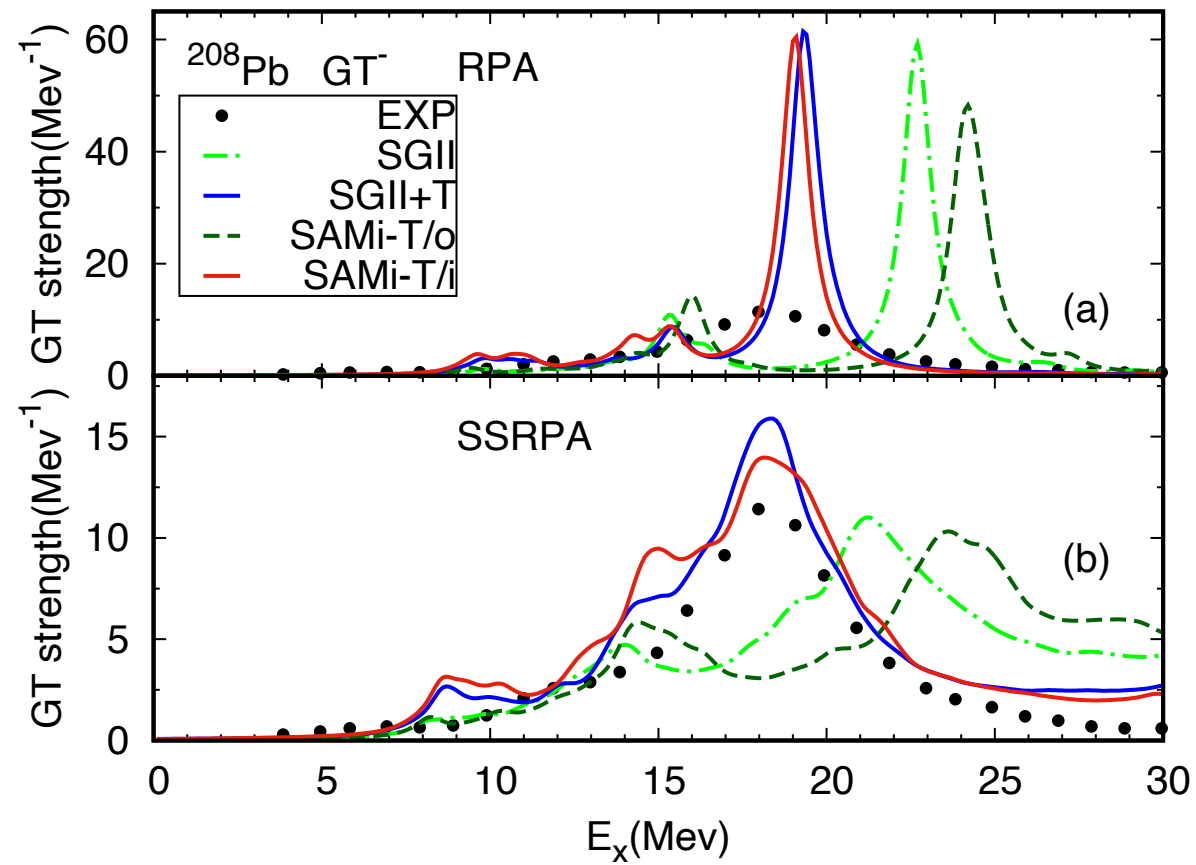 GT strength(Mev⁻¹)
60
40
20
0
²⁰⁸Pb GT⁻ RPA
EXP
SGII
SGII+T
SAMi-T/o
SAMi-T/i
(a)
GT strength(Mev⁻¹)
15
10
5
0
SSRPA
(b)
0 5 10 15 20 25 30
Eₓ(Mev)